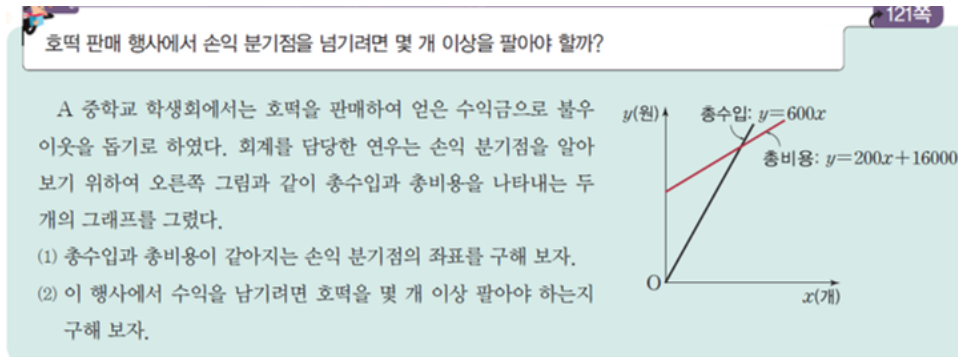 121쪽
호떡 판매 행사에서 손익 분기점을 넘기려면 몇 개 이상을 팔아야 할까?
A 중학교 학생회에서는 호떡을 판매하여 얻은 수익금으로 불우
이웃을 돕기로 하였다. 회계를 담당한 연우는 손익 분기점을 알아
보기 위하여 오른쪽 그림과 같이 총수입과 총비용을 나타내는 두
개의 그래프를 그렸다.
⑴ 총수입과 총비용이 같아지는 손익 분기점의 좌표를 구해 보자.
⑵ 이 행사에서 수익을 남기려면 호떡을 몇 개 이상 팔아야 하는지
구해 보자.
y(원)
총수입: y=600x
총비용: y=200x+16000
O
x(개)